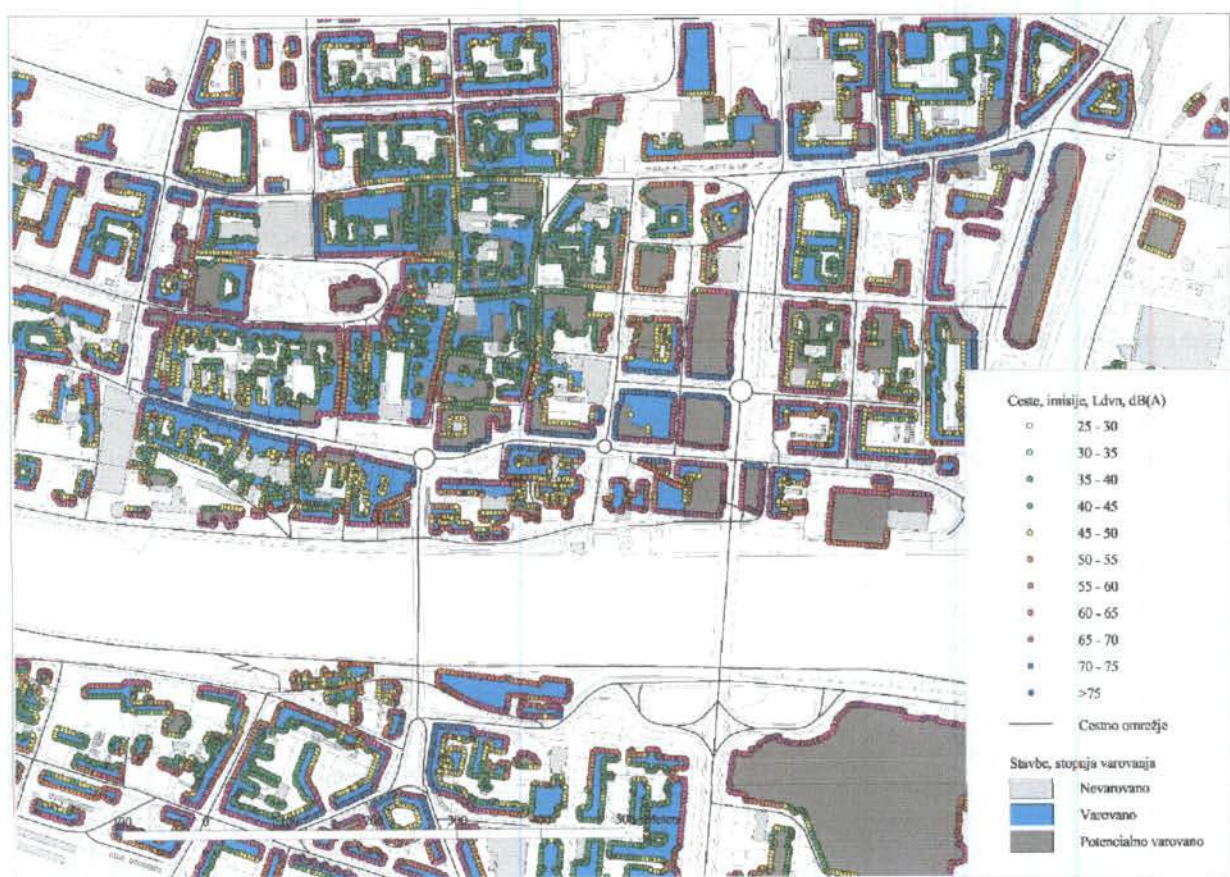 Ceste, imisije, Ldvn, dB(A)
25 - 30
30 - 35
35 - 40
40 - 45
45 - 50
50 - 55
55 - 60
60 - 65
65 - 70
70 - 75
>75
Cestno omrežje
Stavbe, stopnja varovanja
Nevarovano
Varovano
Potencialno varovano